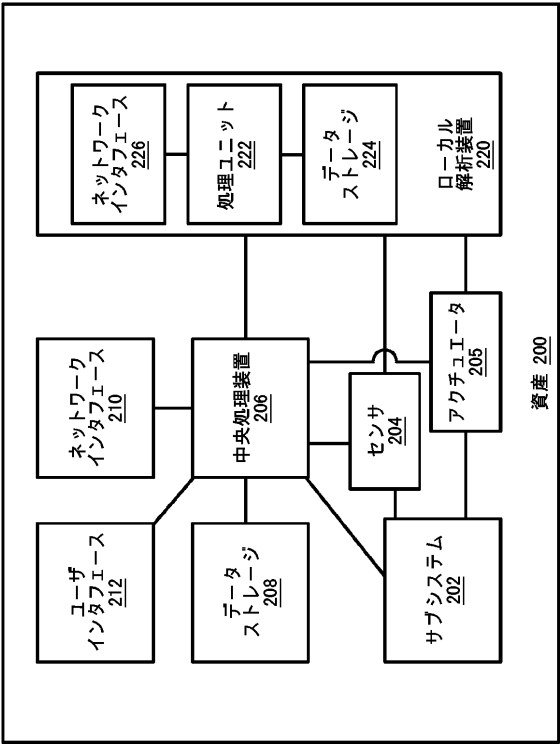 ユーザ
インタフェース
212
ネットワーク
インタフェース
210
ネットワーク
インタフェース
226
データ
ストレージ
208
中央処理装置
206
処理ユニット
222
サブシステム
202
センサ
204
アクチュエータ
205
データ
ストレージ
224
ローカル
解析装置
220
資産 200